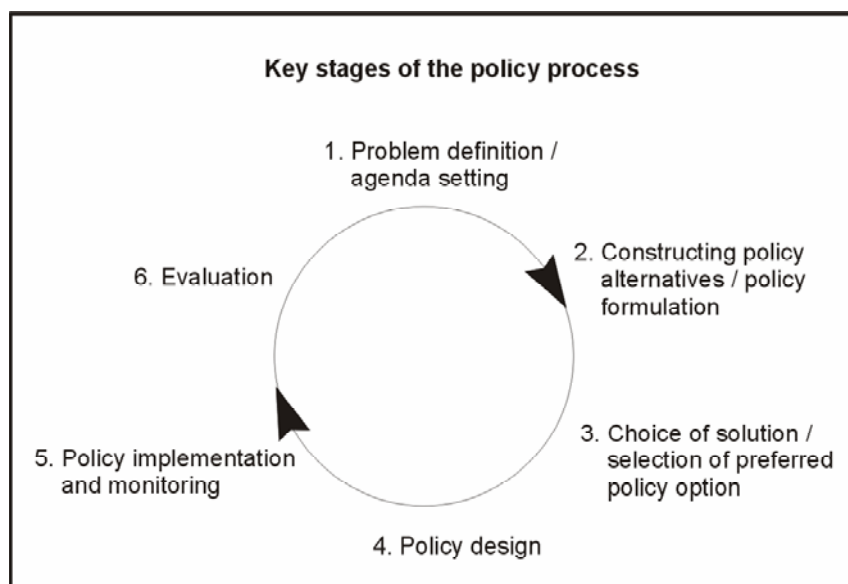 Key stages of the policy process
1. Problem definition /
agenda setting
2. Constructing policy
alternatives / policy
formulation
3. Choice of solution /
selection of preferred
policy option
4. Policy design
5. Policy implementation
and monitoring
6. Evaluation